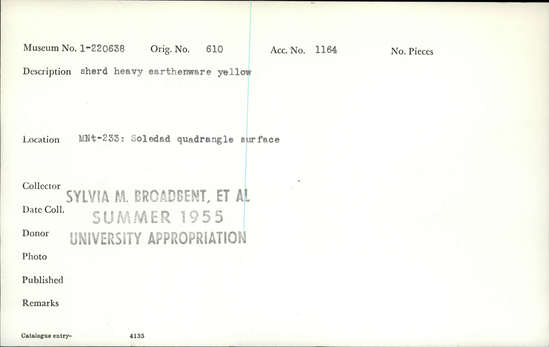 Museum No. 1-220638 Orig. No. 610 Acc. No. 1164 No. Pieces
Description sherd heavy earthenware yellow
Location MNt-233: Soledad quadrangle surface
Collector SYLVIA M. BROADBENT, ET AL
Date Coll. SUMMER 1955
Donor UNIVERSITY APPROPRIATION
Photo
Published
Remarks
Catalogue entry- 4135